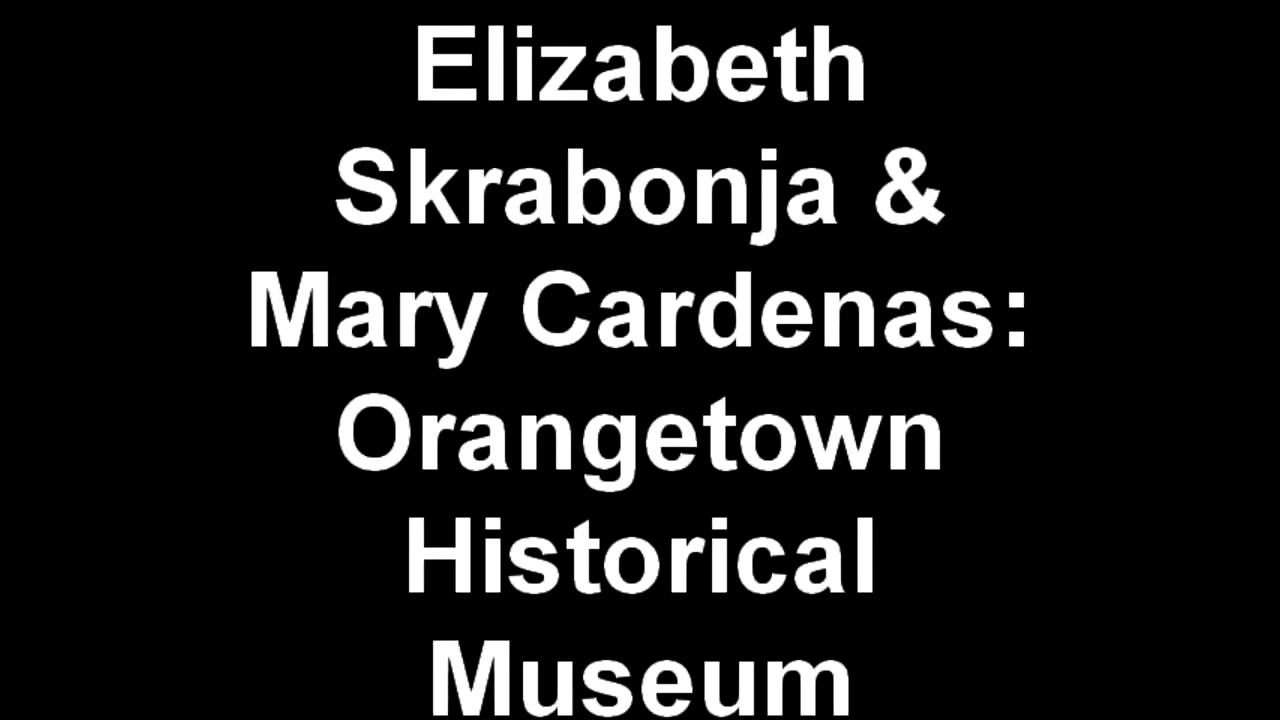 Elizabeth
Skrabonja &
Mary Cardenas:
Orangetown
Historical
Museum